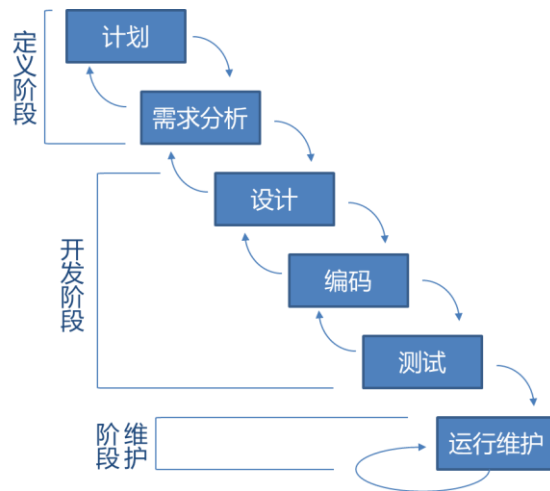 定义阶段
计划
需求分析
开发阶段
设计
编码
测试
维护
阶段
运行维护